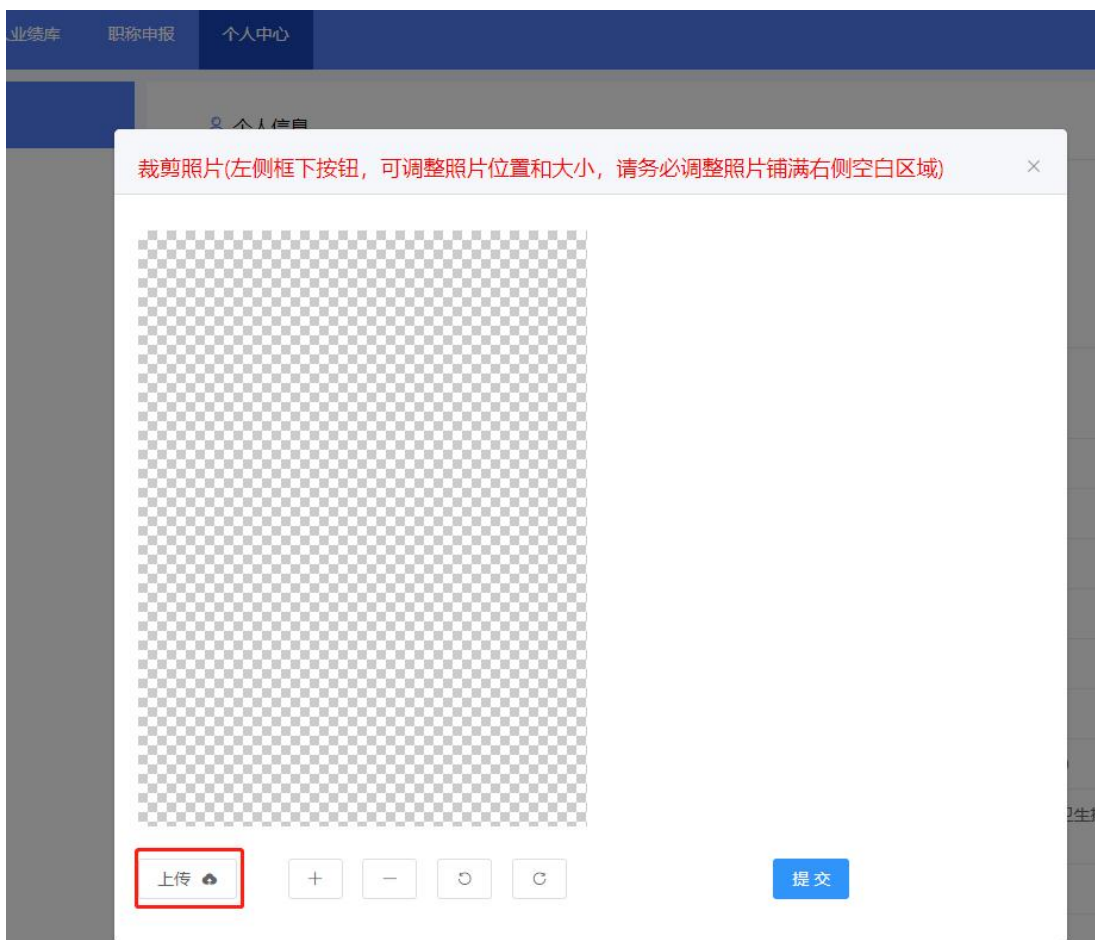 业绩库 职称申报 个人中心
个人信息
裁剪照片(左侧框下按钮，可调整照片位置和大小，请务必调整照片铺满右侧空白区域)
上传
提交